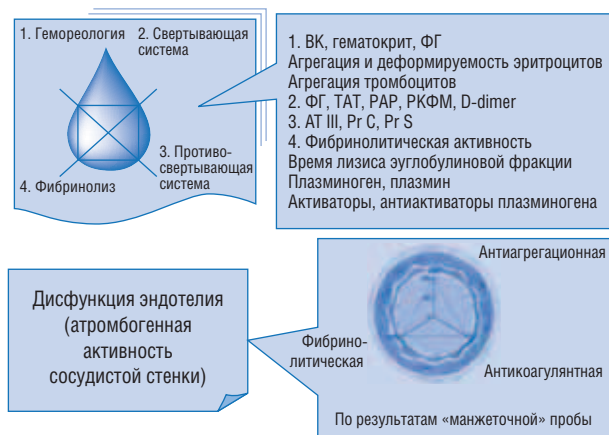 1. Гемореология
2. Свертывающая
система
3. Противо-
свертывающая
система
4. Фибринолиз
1. ВК, гематокрит, ФГ
Агрегация и деформируемость эритроцитов
Агрегация тромбоцитов
2. ФГ, ТАТ, РАР, РКФМ, D-dimer
3. АТ III, Pr C, Pr S
4. Фибринолитическая активность
Время лизиса эуглобулиновой фракции
Плазминоген, плазмин
Активаторы, антиактиваторы плазминогена
Дисфункция эндотелия
(атромбогенная
активность
сосудистой стенки)
Антиагрегационная
Фибрино-
литическая
Антикоагулянтная
По результатам «манжеточной» пробы